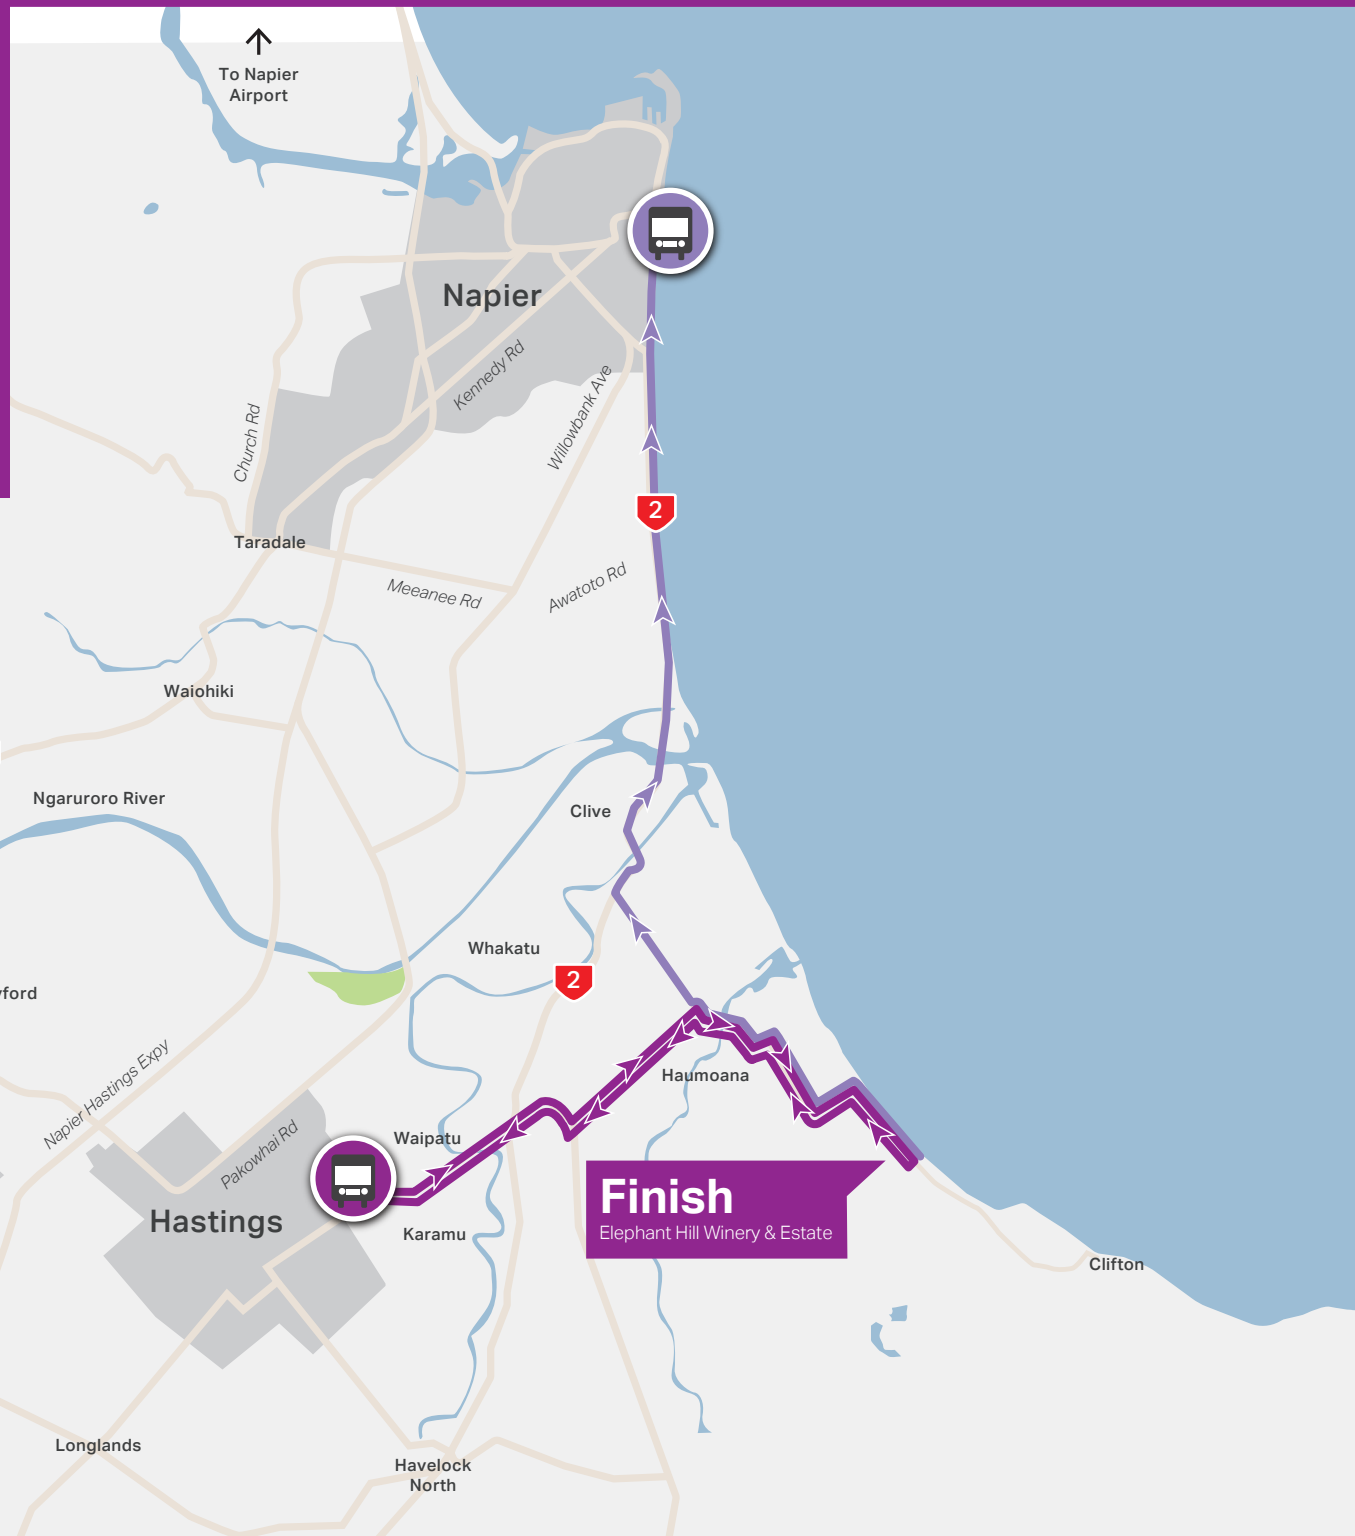 To Napier
Airport
Napier
Kennedy Rd
Willowbank Ave
Church Rd
2
Taradale
Meeanee Rd
Awatoto Rd
Waiohiki
Ngaruroro River
Clive
Whakatu
2
yford
Napier Hastings Expy
Haumoana
Pakowhai Rd
Waipatu
Hastings
Karamu
Finish
Elephant Hill Winery & Estate
Clifton
Longlands
Havelock
North